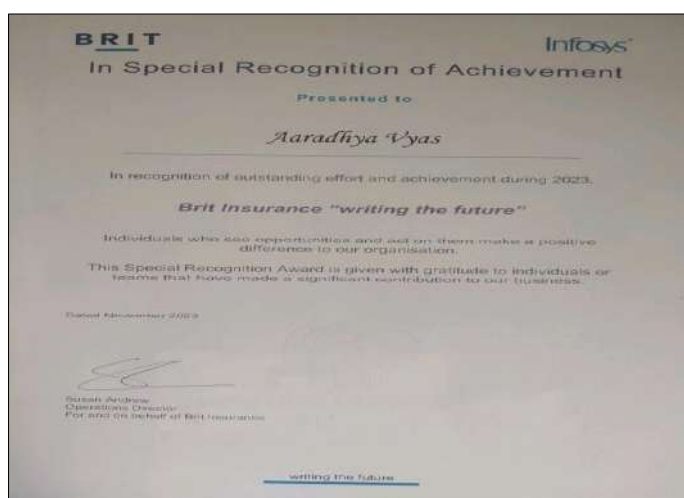 BRIT
Infosys
In Special Recognition of Achievement
Presented to
Aaradhya Vyas
In recognition of outstanding effort and achievement during 2023.
Brit Insurance "writing the future"
Individuals who see opportunities and act on them make a positive
difference to our organisation.
This Special Recognition Award is given with gratitude to individuals or
teams that have made a significant contribution to our business.
Dated November 2023
Susan Andrew
Operations Director
For and on behalf of Brit Insurance
writing the future